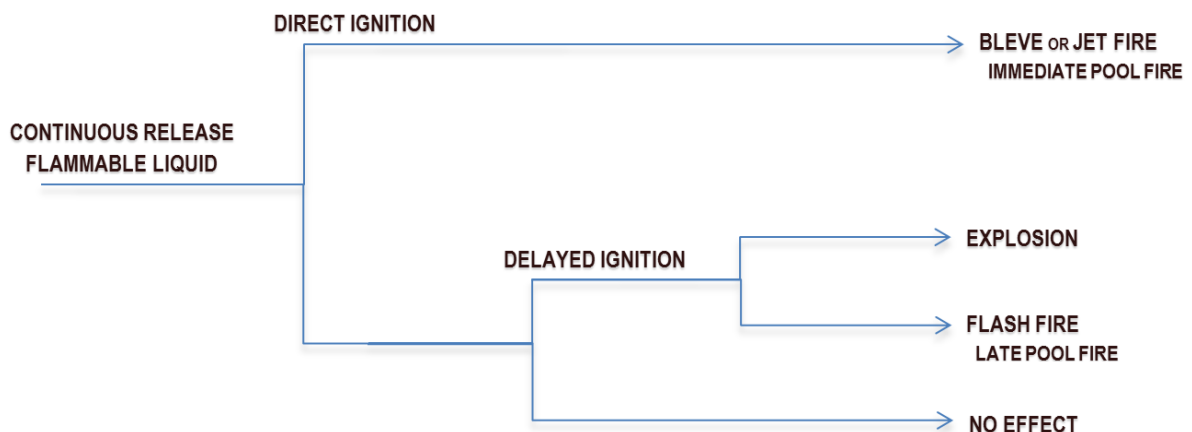 DIRECT IGNITION
BLEVE OR JET FIRE
IMMEDIATE POOL FIRE
CONTINUOUS RELEASE
FLAMMABLE LIQUID
EXPLOSION
DELAYED IGNITION
FLASH FIRE
LATE POOL FIRE
NO EFFECT